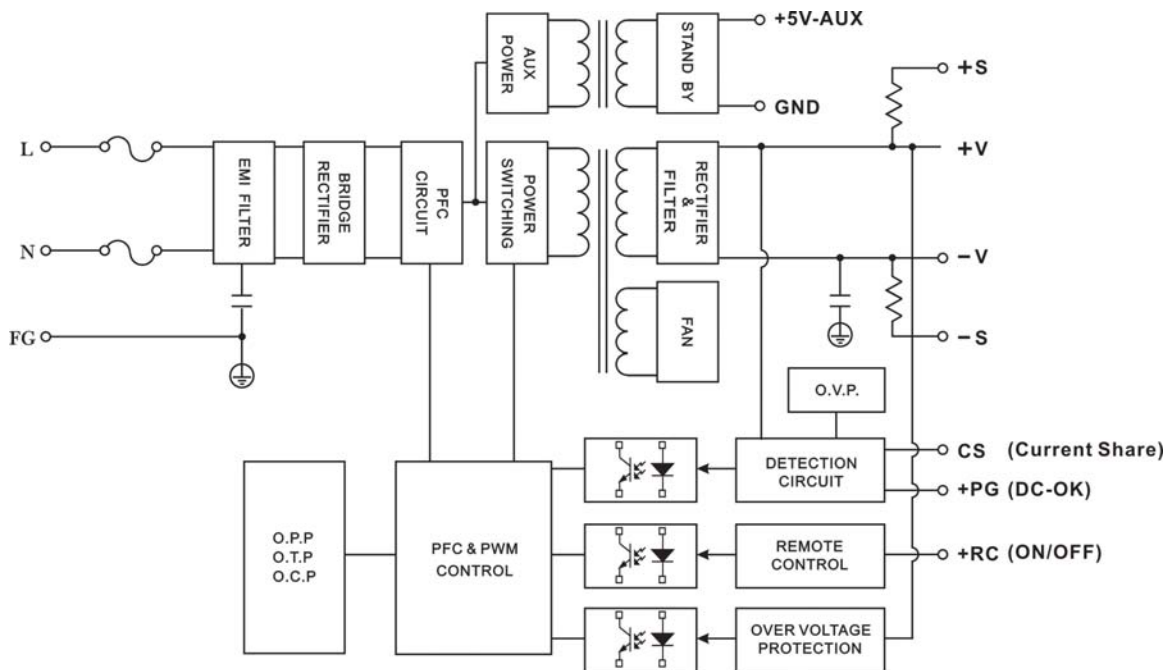 AUX
POWER
STAND BY
+5V-AUX
GND
+S
L
N
FG
EMI FILTER
BRIDGE
RECTIFIER
PFC
CIRCUIT
POWER
SWITCHING
RECTIFIER
&
FILTER
+V
−V
−S
FAN
O.V.P.
DETECTION
CIRCUIT
CS (Current Share)
+PG (DC-OK)
O.P.P
O.T.P
O.C.P
PFC & PWM
CONTROL
REMOTE
CONTROL
+RC (ON/OFF)
OVER VOLTAGE
PROTECTION